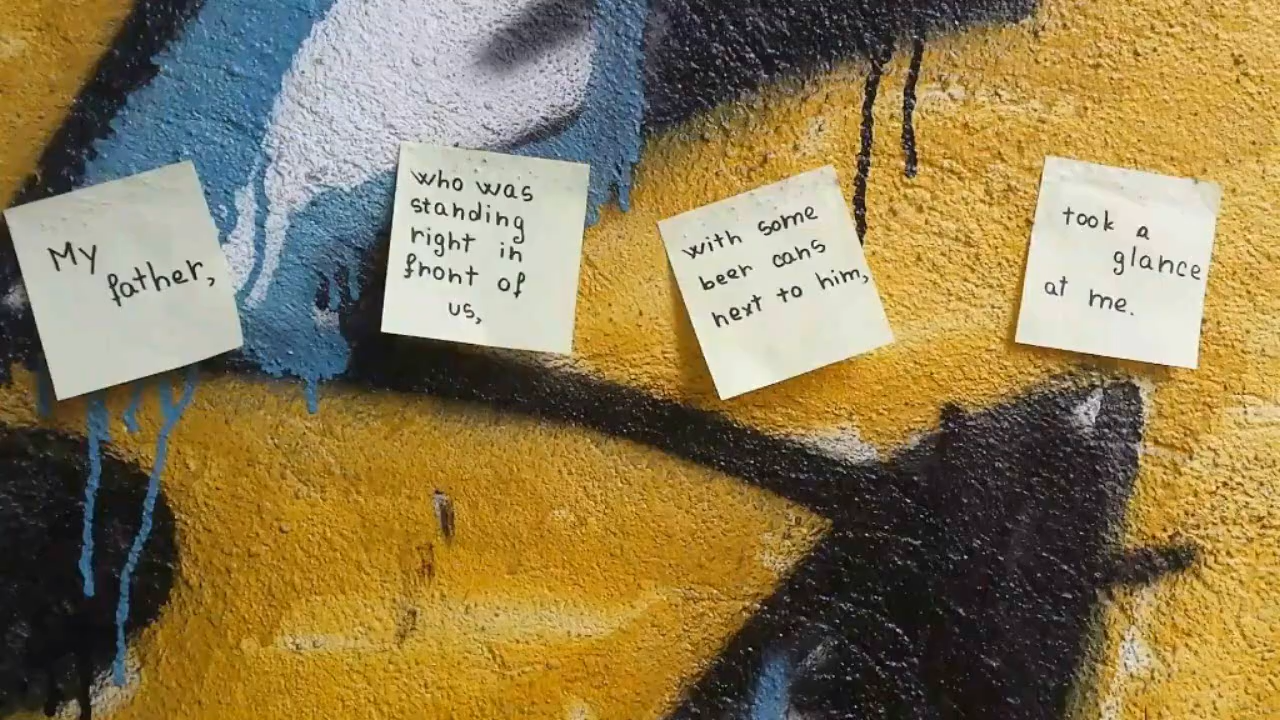 My
father,
who was
standing
right in
front of
us,
with some
beer cans
next to him,
took a
glance
at me.